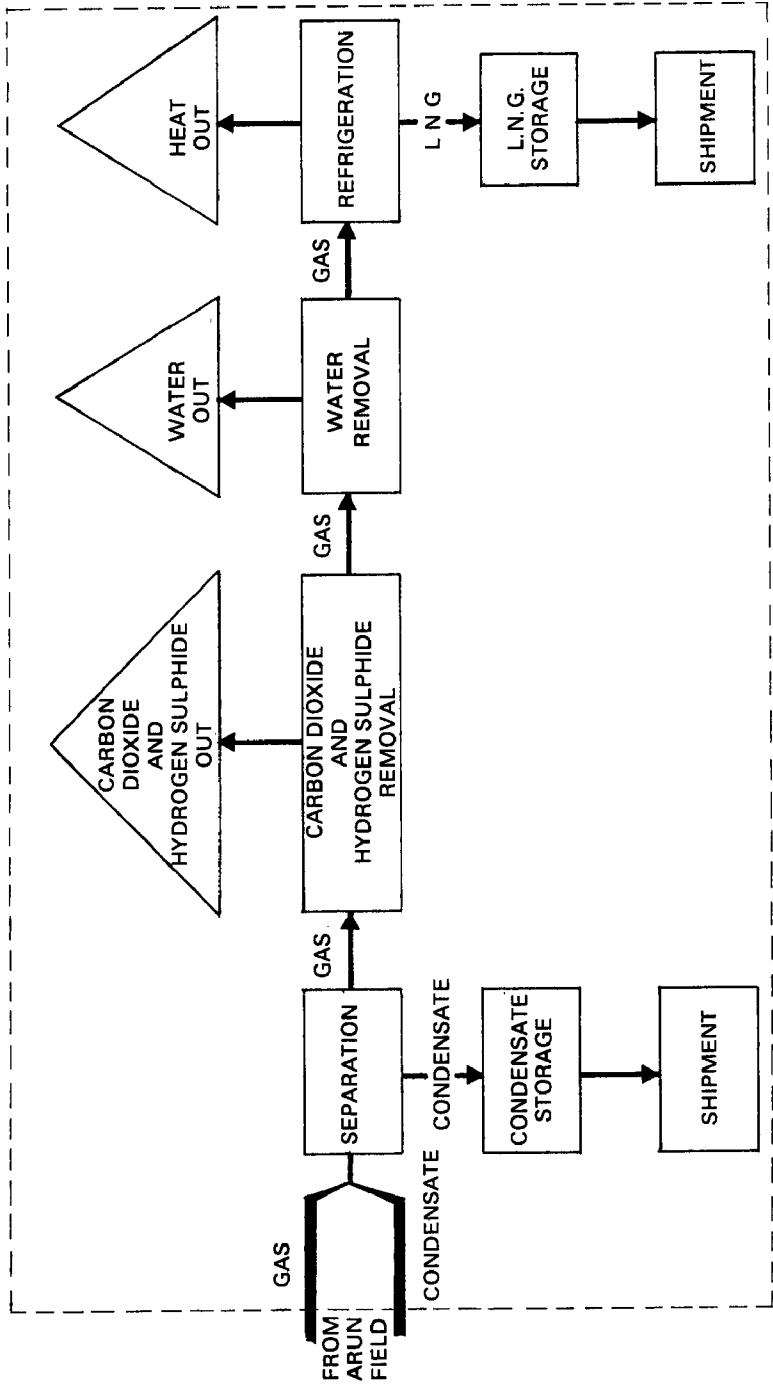 FROM
ARUN
FIELD
GAS
CONDENSATE
SEPARATION
CONDENSATE
CONDENSATE
STORAGE
SHIPMENT
GAS
CARBON
DIOXIDE
AND
HYDROGEN SULPHIDE
OUT
CARBON DIOXIDE
AND
HYDROGEN SULPHIDE
REMOVAL
GAS
WATER
OUT
WATER
REMOVAL
GAS
HEAT
OUT
REFRIGERATION
LNG
L.N.G.
STORAGE
SHIPMENT